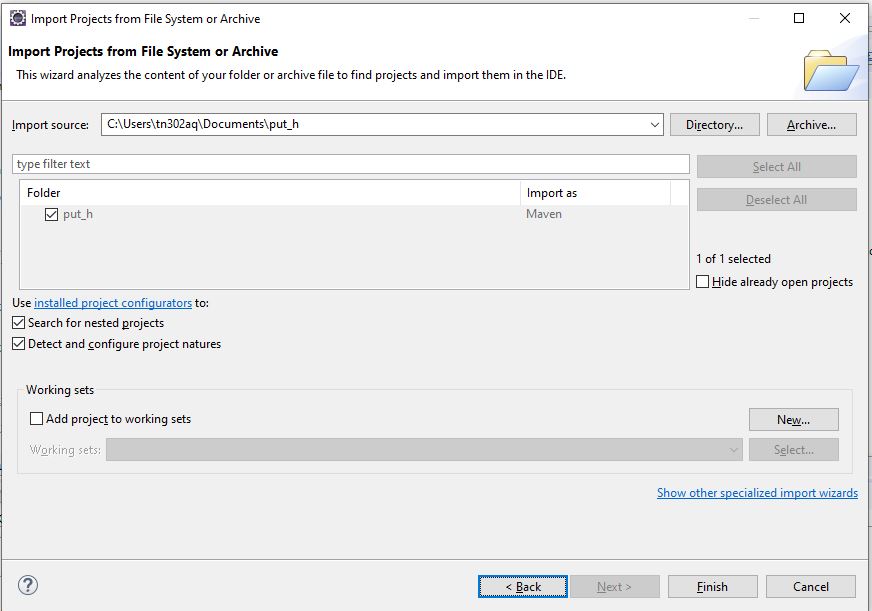 Import Projects from File System or Archive
Import Projects from File System or Archive
This wizard analyzes the content of your folder or archive file to find projects and import them in the IDE.
Import source: C:\Users\tn302aq\Documents\put_h Directory... Archive...
type filter text Select All
Folder Import as Deselect All
put_h Maven
1 of 1 selected
Hide already open projects
Use installed project configurators to:
Search for nested projects
Detect and configure project natures
Working sets
Add project to working sets New...
Working sets: Select...
Show other specialized import wizards
? < Back Next > Finish Cancel